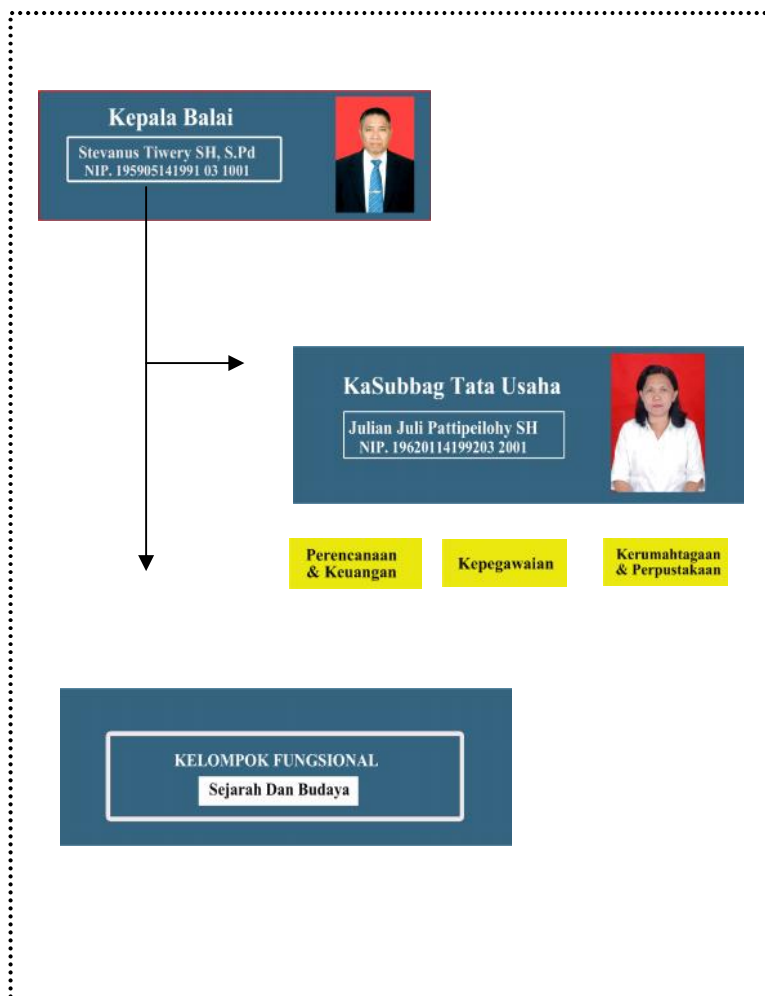 Kepala Balai
Stevanus Tiwery SH, S.Pd
NIP. 195905141991 03 1001
KaSubbag Tata Usaha
Julian Juli Pattipeilohy SH
NIP. 19620114199203 2001
Perencanaan
& Keuangan
Kepegawaian
Kerumahtagaan
& Perpustakaan
KELOMPOK FUNGSIONAL
Sejarah Dan Budaya